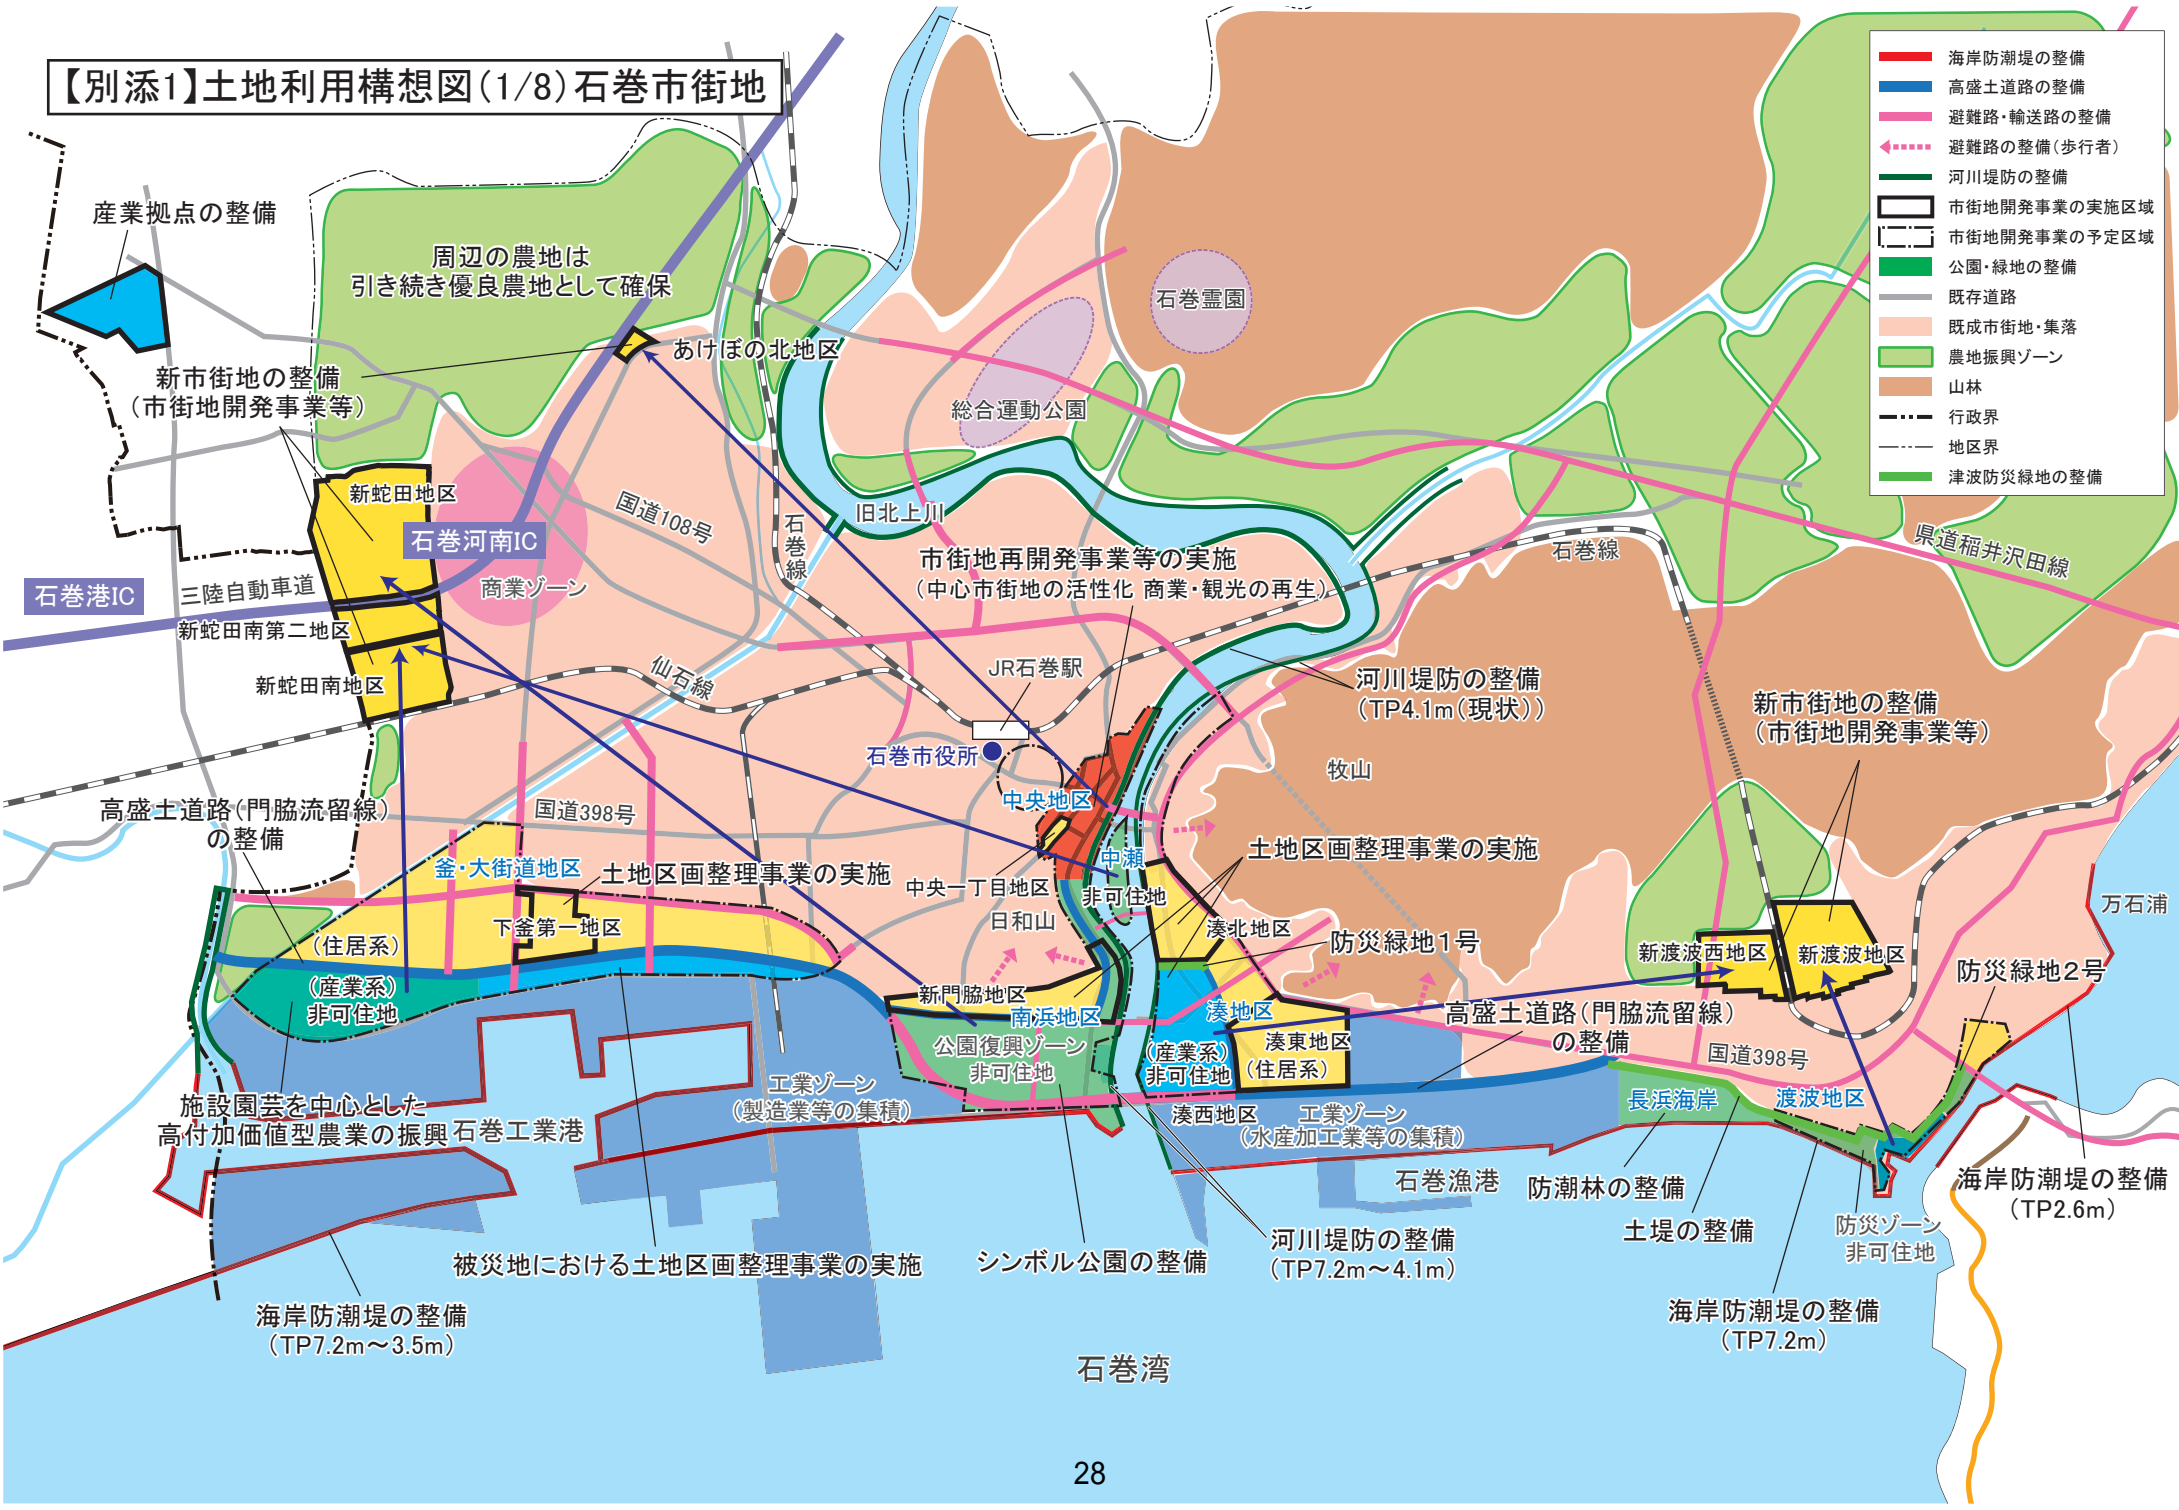 【別添1】土地利用構想図(1/8)石巻市街地
海岸防潮堤の整備
高盛土道路の整備
避難路・輸送路の整備
避難路の整備(歩行者)
河川堤防の整備
市街地開発事業の実施区域
市街地開発事業の予定区域
公園・緑地の整備
既存道路
既成市街地・集落
農地振興ゾーン
山林
行政界
地区界
津波防災緑地の整備
産業拠点の整備
周辺の農地は
引き続き優良農地として確保
石巻霊園
あけぼの北地区
新市街地の整備
(市街地開発事業等)
総合運動公園
新蛇田地区
国道108号
石巻線
旧北上川
石巻河南IC
市街地再開発事業等の実施
(中心市街地の活性化 商業・観光の再生)
石巻線
県道稲井沢田線
石巻港IC
三陸自動車道
商業ゾーン
新蛇田南第二地区
新蛇田南地区
仙石線
JR石巻駅
河川堤防の整備
(TP4.1m(現状))
新市街地の整備
(市街地開発事業等)
石巻市役所
牧山
中央地区
高盛土道路(門脇流留線)
の整備
国道398号
釜・大街道地区
土地区画整理事業の実施
中瀬
土地区画整理事業の実施
中央一丁目地区
非可住地
万石浦
下釜第一地区
日和山
湊北地区
防災緑地1号
(住居系)
新渡波西地区
新渡波地区
防災緑地2号
(産業系)
非可住地
新門脇地区
南浜地区
湊地区
高盛土道路(門脇流留線)
の整備
公園復興ゾーン
非可住地
(産業系)
非可住地
湊東地区
(住居系)
国道398号
工業ゾーン
(製造業等の集積)
施設園芸を中心とした
高付加価値型農業の振興
石巻工業港
湊西地区
工業ゾーン
(水産加工業等の集積)
長浜海岸
渡波地区
石巻漁港
防潮林の整備
海岸防潮堤の整備
(TP2.6m)
土堤の整備
防災ゾーン
非可住地
被災地における土地区画整理事業の実施
シンボル公園の整備
河川堤防の整備
(TP7.2m～4.1m)
海岸防潮堤の整備
(TP7.2m～3.5m)
海岸防潮堤の整備
(TP7.2m)
石巻湾
28